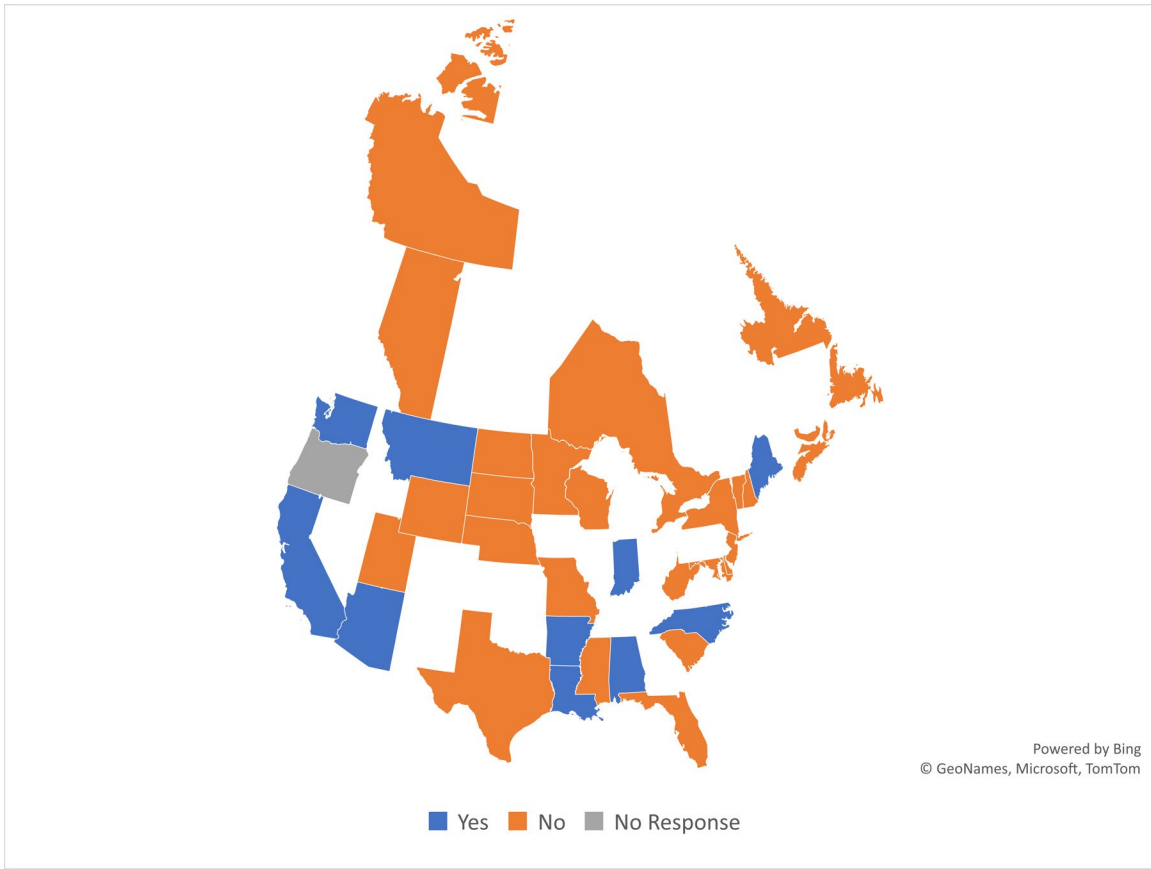 Powered by Bing
© GeoNames, Microsoft, TomTom
Yes No No Response